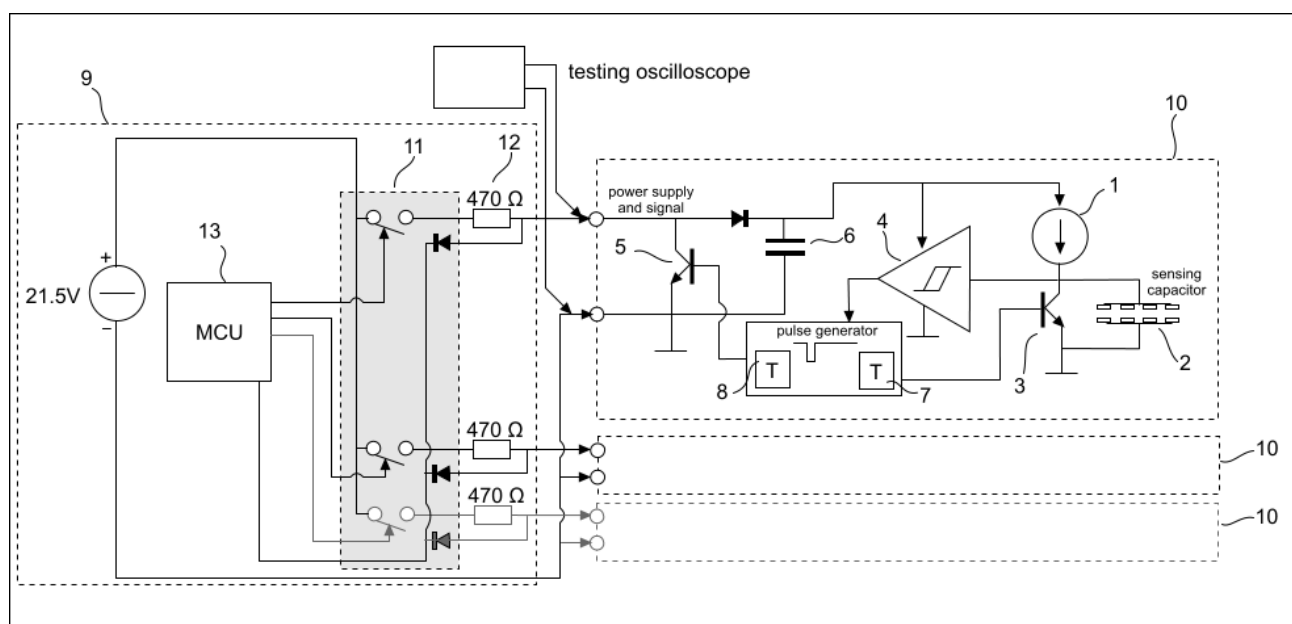 testing oscilloscope
9
10
11
12
1
470 Ω
power supply
and signal
13
5
6
4
+
21.5V
−
sensing
capacitor
MCU
pulse generator
T
T
8
7
3
2
470 Ω
10
470 Ω
10